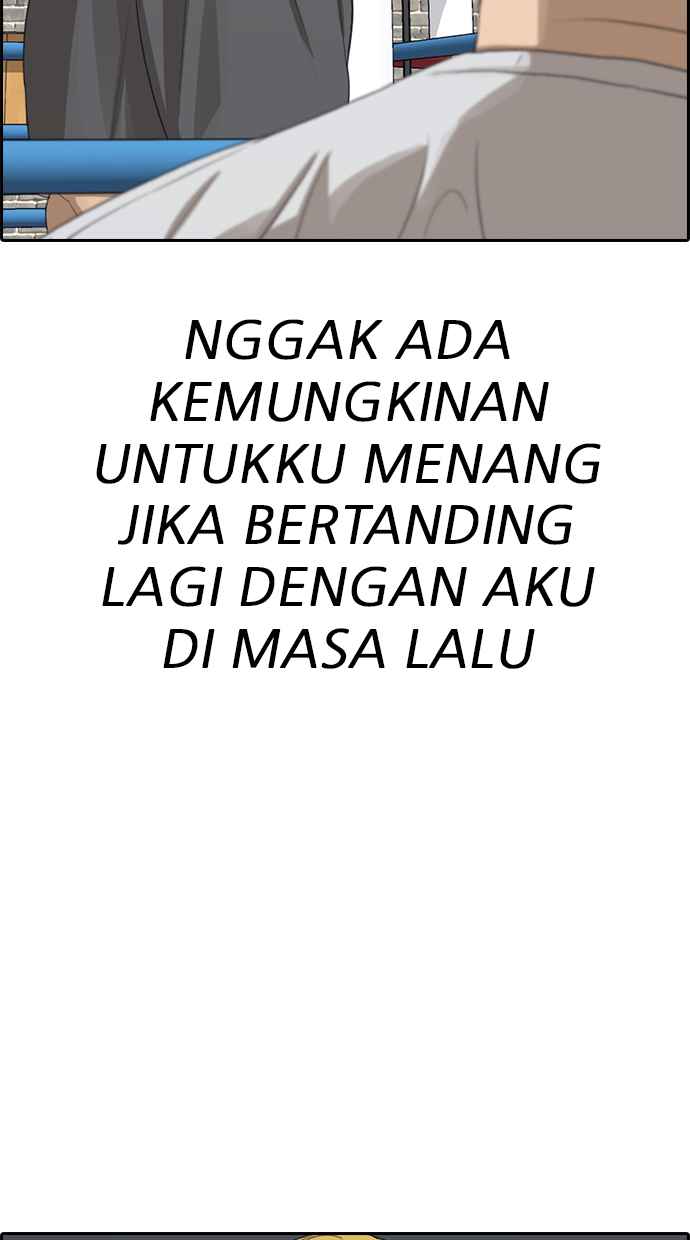 NGGAK ADA
KEMUNGKINAN
UNTUKKU MENANG
JIKA BERTANDING
LAGI DENGAN AKU
DI MASA LALU